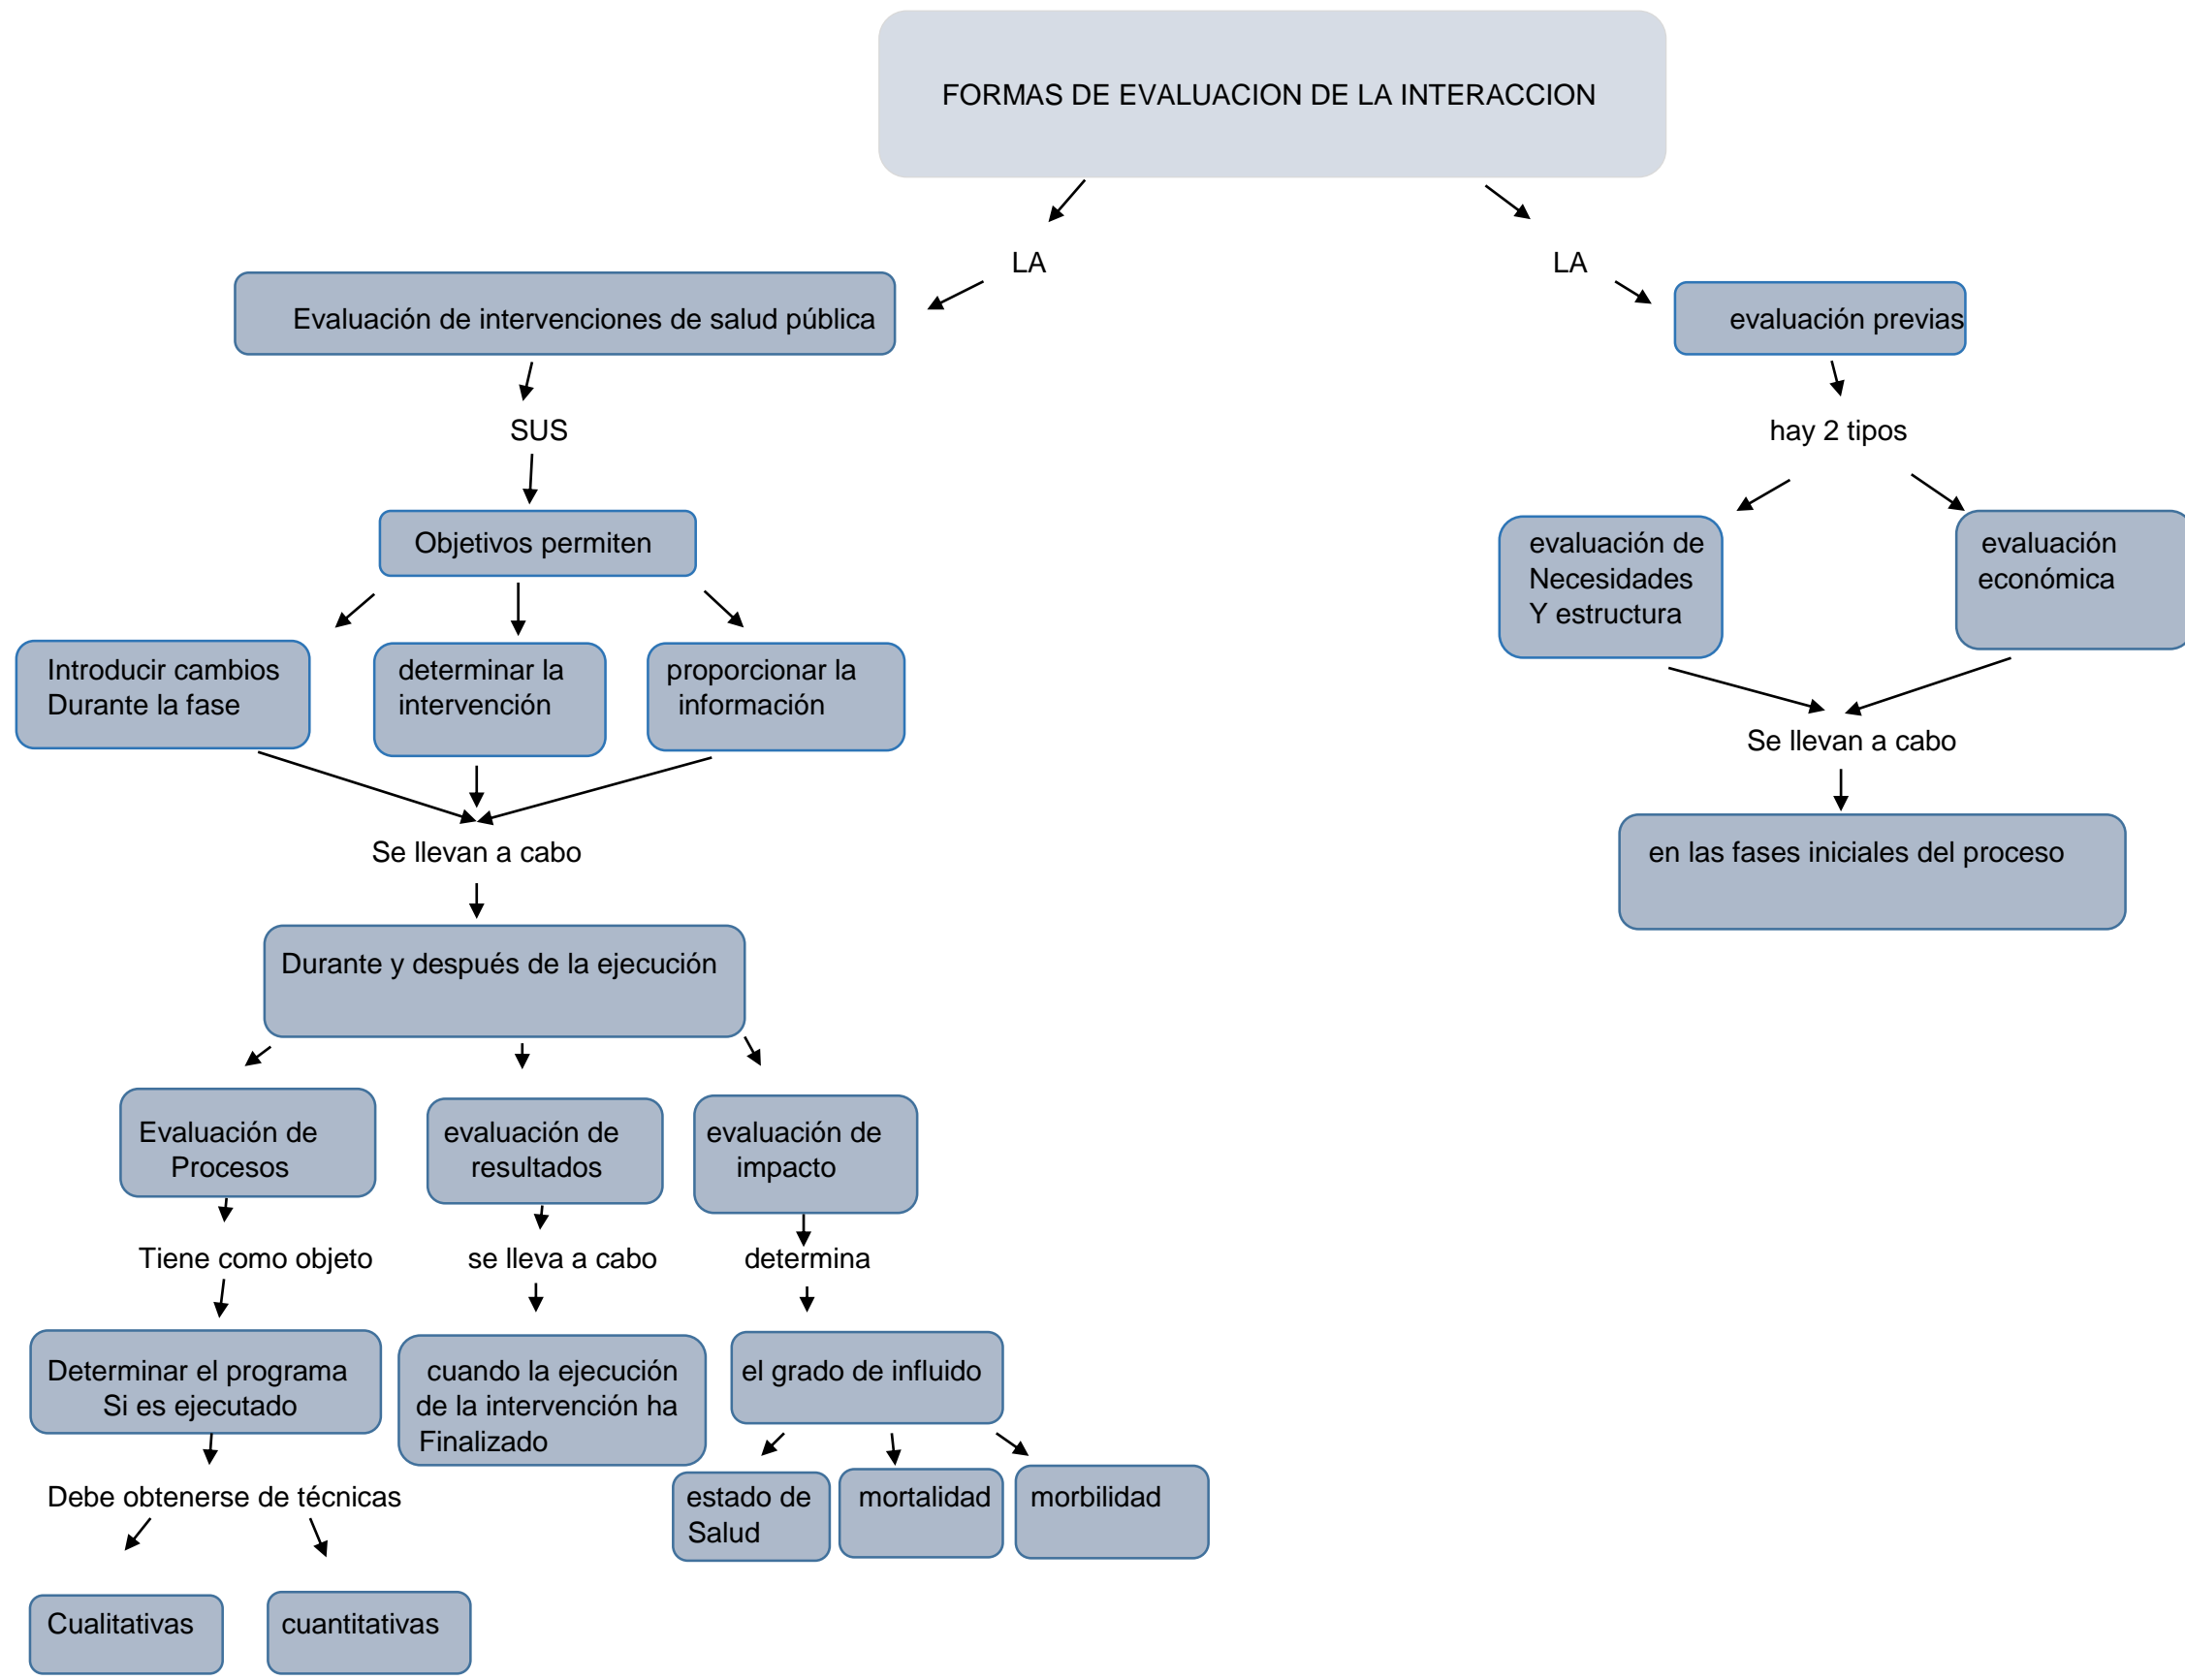 FORMAS DE EVALUACION DE LA INTERACCION
LA
LA
Evaluación de intervenciones de salud pública
evaluación previas
SUS
hay 2 tipos
Objetivos permiten
evaluación de
Necesidades
Y estructura
evaluación
económica
Introducir cambios
Durante la fase
determinar la
intervención
proporcionar la
información
Se llevan a cabo
Se llevan a cabo
en las fases iniciales del proceso
Durante y después de la ejecución
Evaluación de
Procesos
evaluación de
resultados
evaluación de
impacto
Tiene como objeto
se lleva a cabo
determina
Determinar el programa
Si es ejecutado
cuando la ejecución
de la intervención ha
Finalizado
el grado de influido
Debe obtenerse de técnicas
estado de
Salud
mortalidad
morbilidad
Cualitativas
cuantitativas